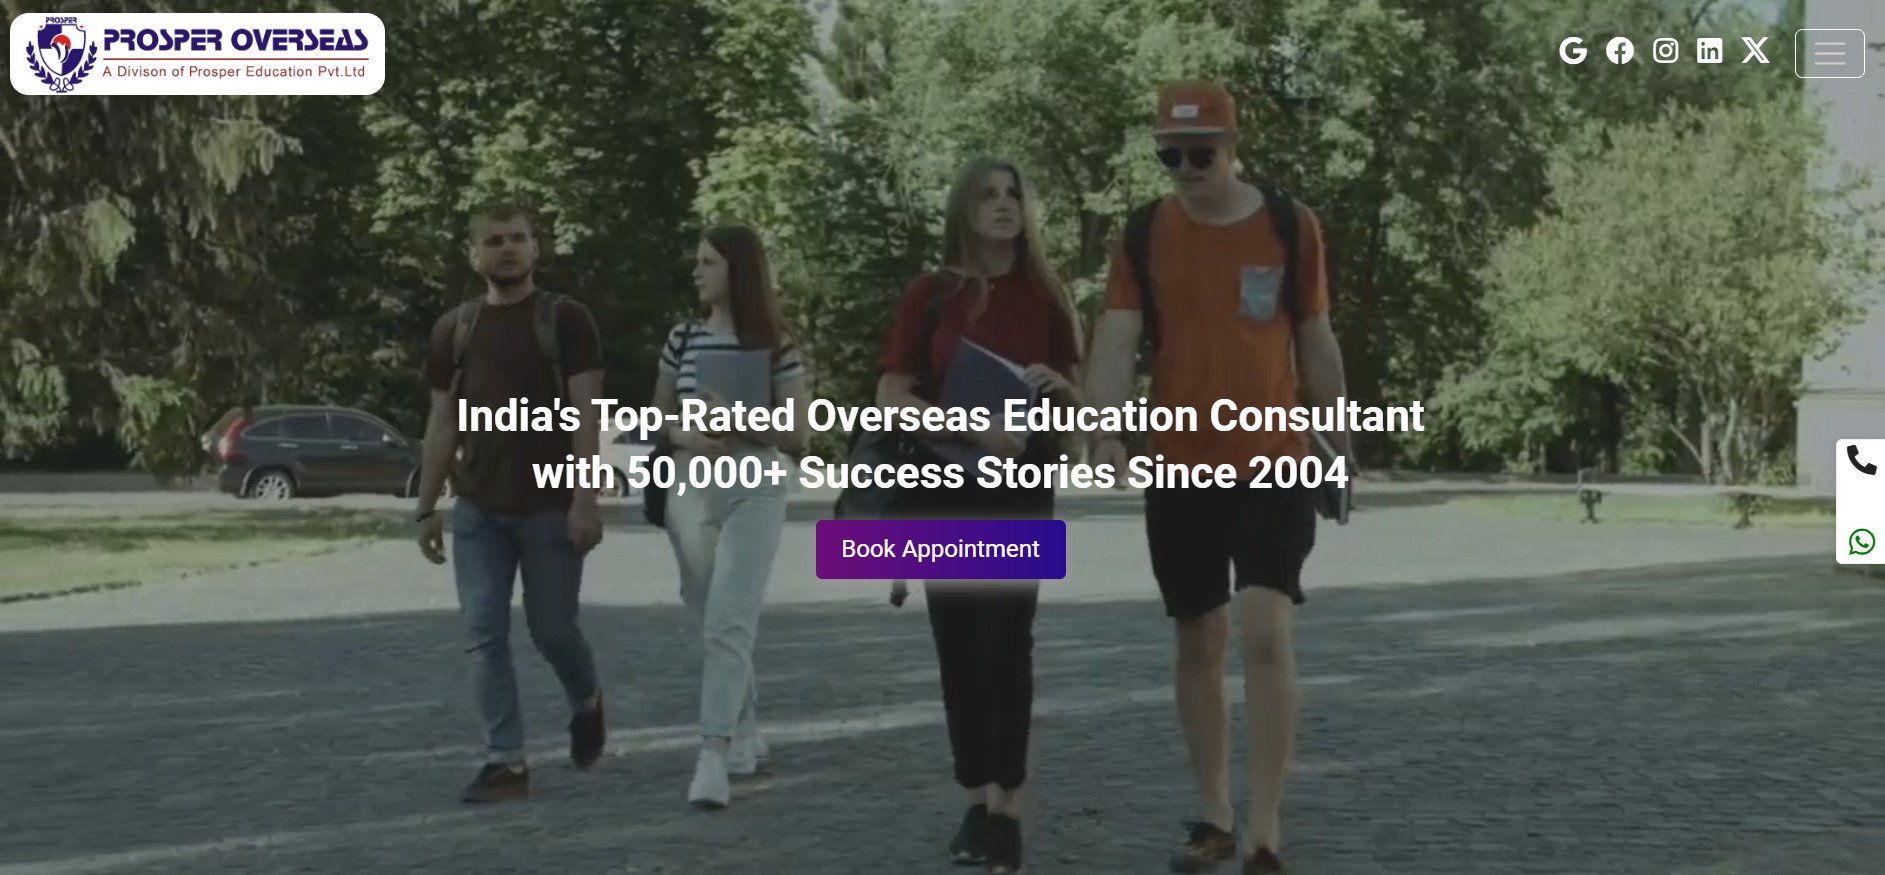 PROSPER
PROSPER OVERSEAS
A Divison of Prosper Education Pvt.Ltd
India's Top-Rated Overseas Education Consultant
with 50,000+ Success Stories Since 2004
Book Appointment